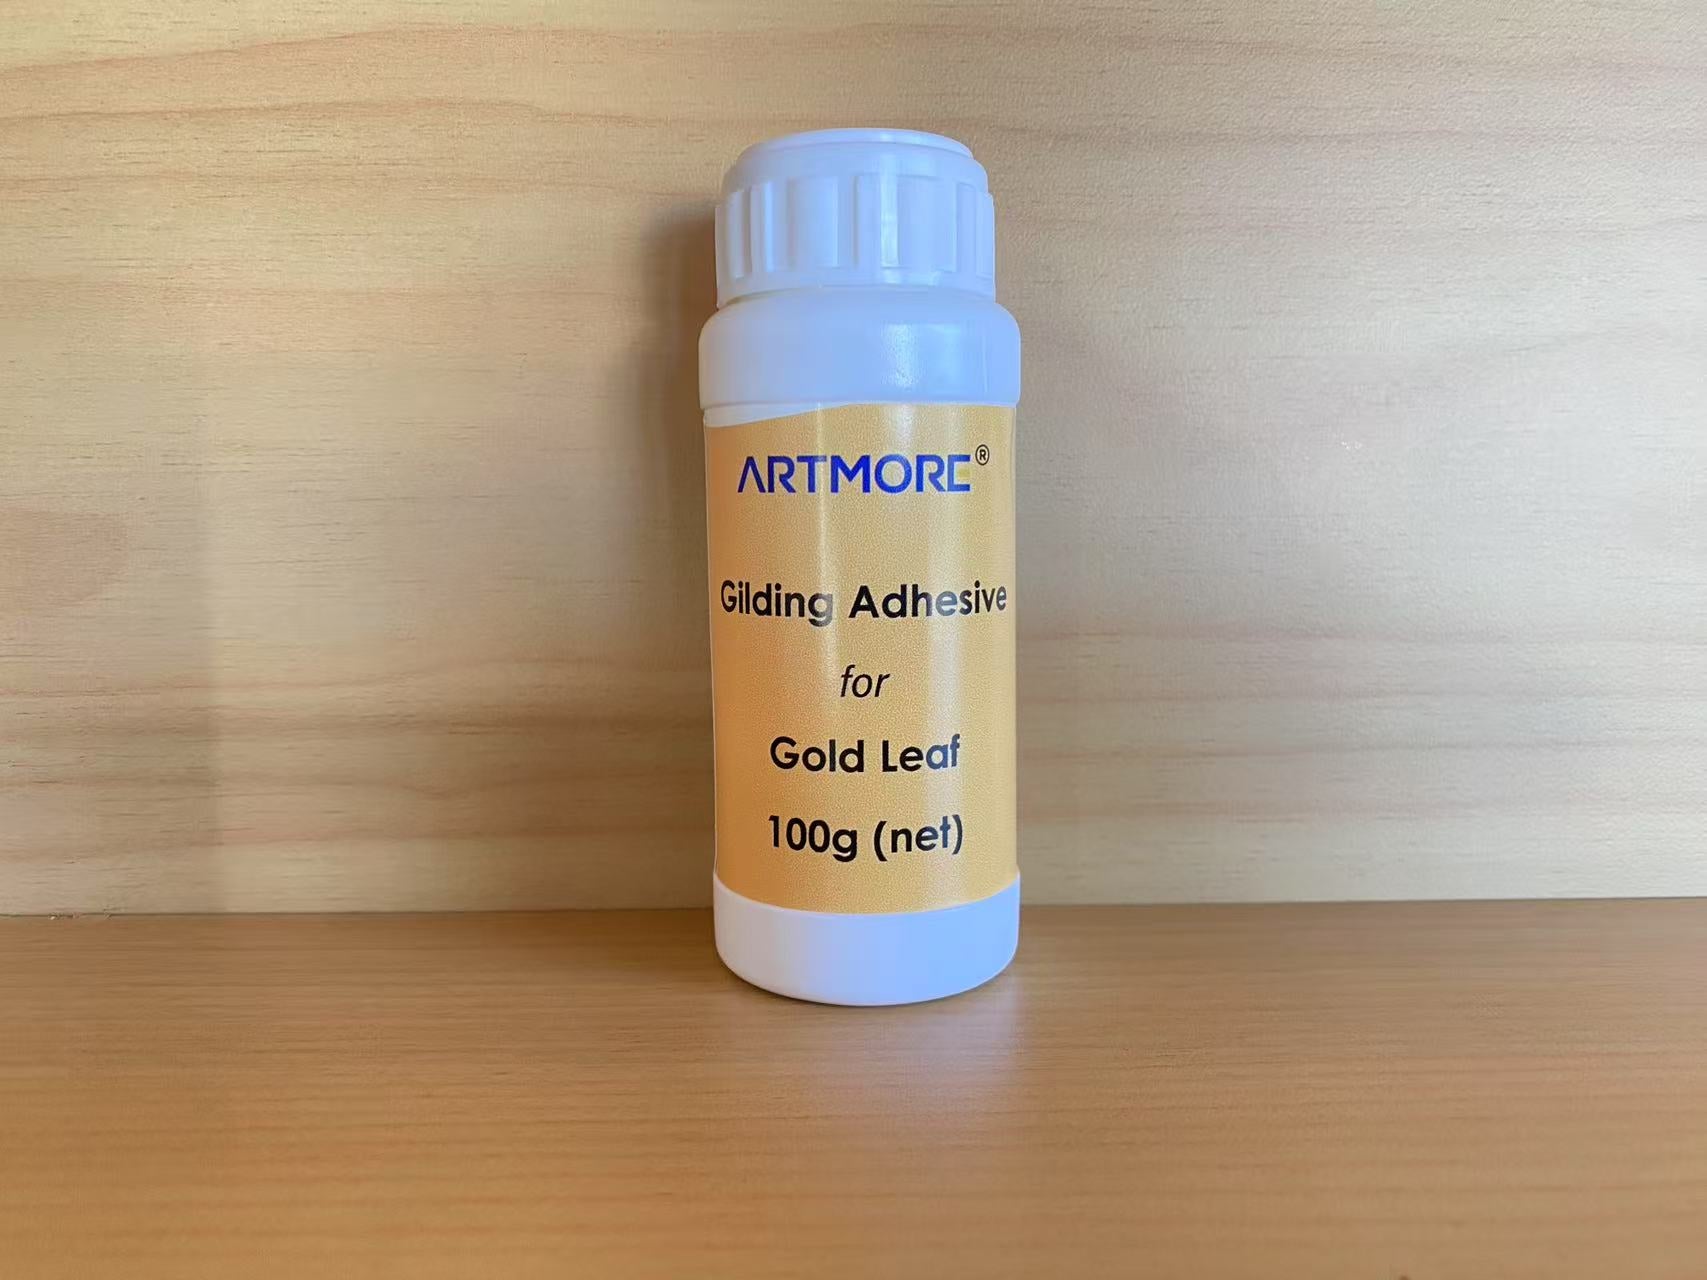 ARTMORE®
Gilding Adhesive
for
Gold Leaf
100g (net)